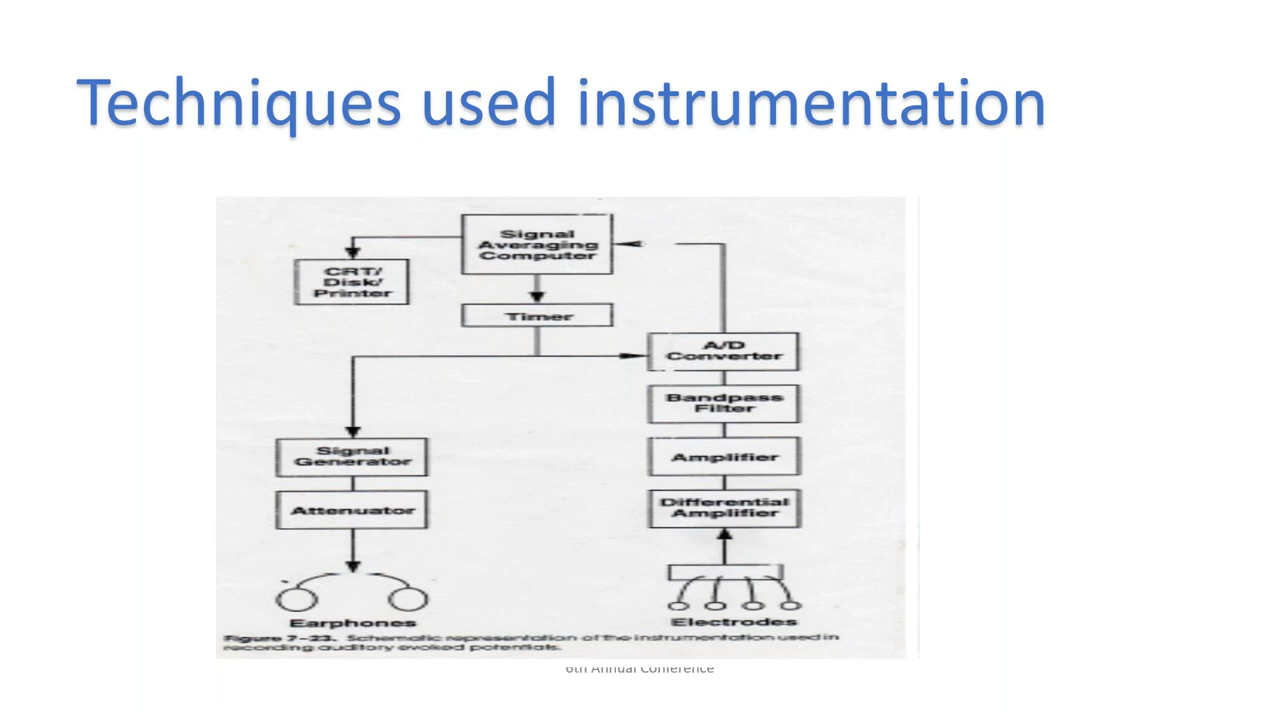 Techniques used instrumentation
Signal
Averaging
Computer
CRT/
Disk/
Printer
Timer
A/D
Converter
Bandpass
Filter
Signal
Generator
Amplifier
Attenuator
Differential
Amplifier
Earphones
Electrodes
Figure 7–23. Schematic representation of the instrumentation used in
recording auditory evoked potentials.
6th Annual Conference